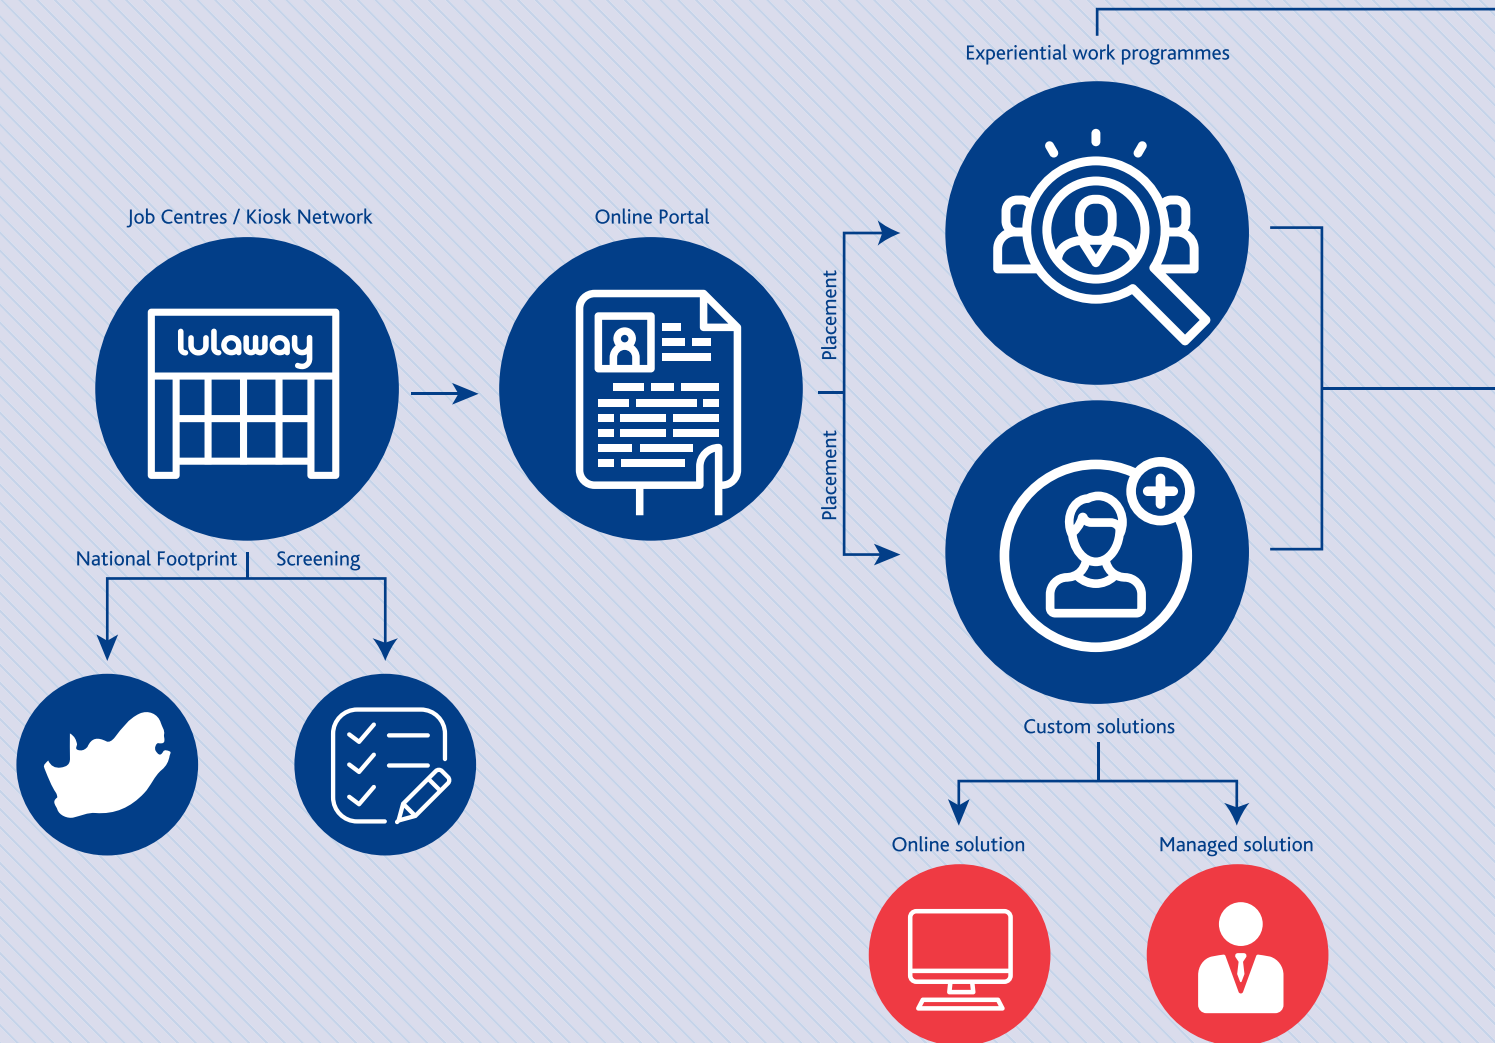 Experiential work programmes
Job Centres / Kiosk Network
Online Portal
lulaway
Placement
Placement
National Footprint
Screening
Custom solutions
Online solution
Managed solution